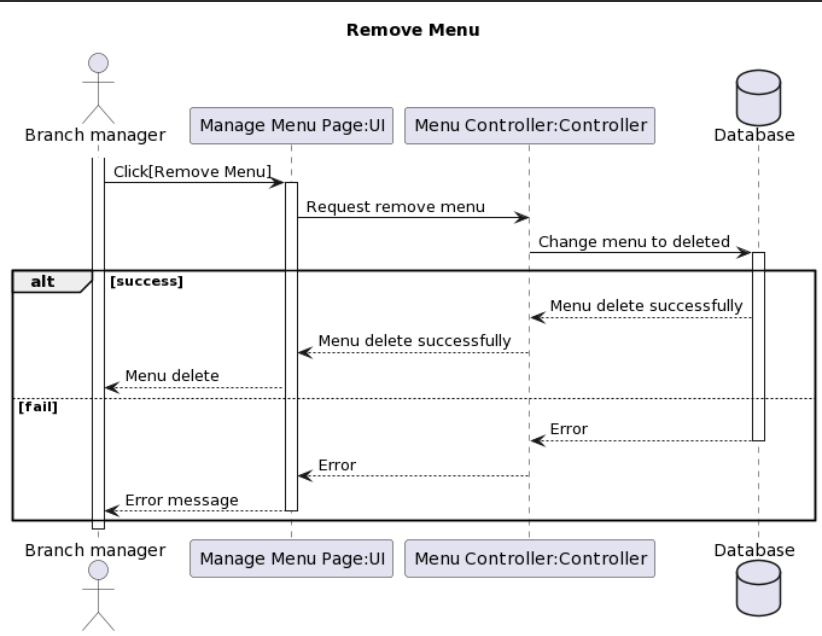 Remove Menu
Branch manager
Manage Menu Page:UI
Menu Controller:Controller
Database
Click[Remove Menu]
Request remove menu
Change menu to deleted
alt
[success]
Menu delete successfully
Menu delete successfully
Menu delete
[fail]
Error
Error
Error message
Branch manager
Manage Menu Page:UI
Menu Controller:Controller
Database